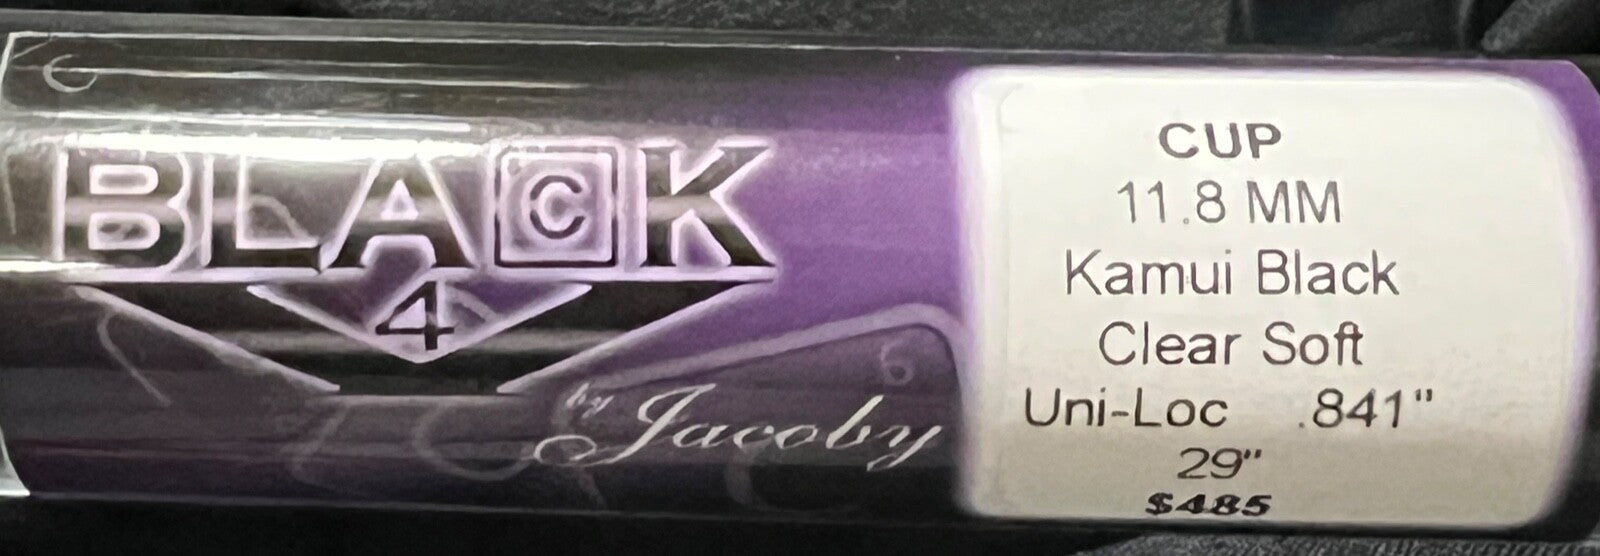 BLACK
4
by Jacoby
CUP
11.8 MM
Kamui Black
Clear Soft
Uni-Loc .841"
29"
$485